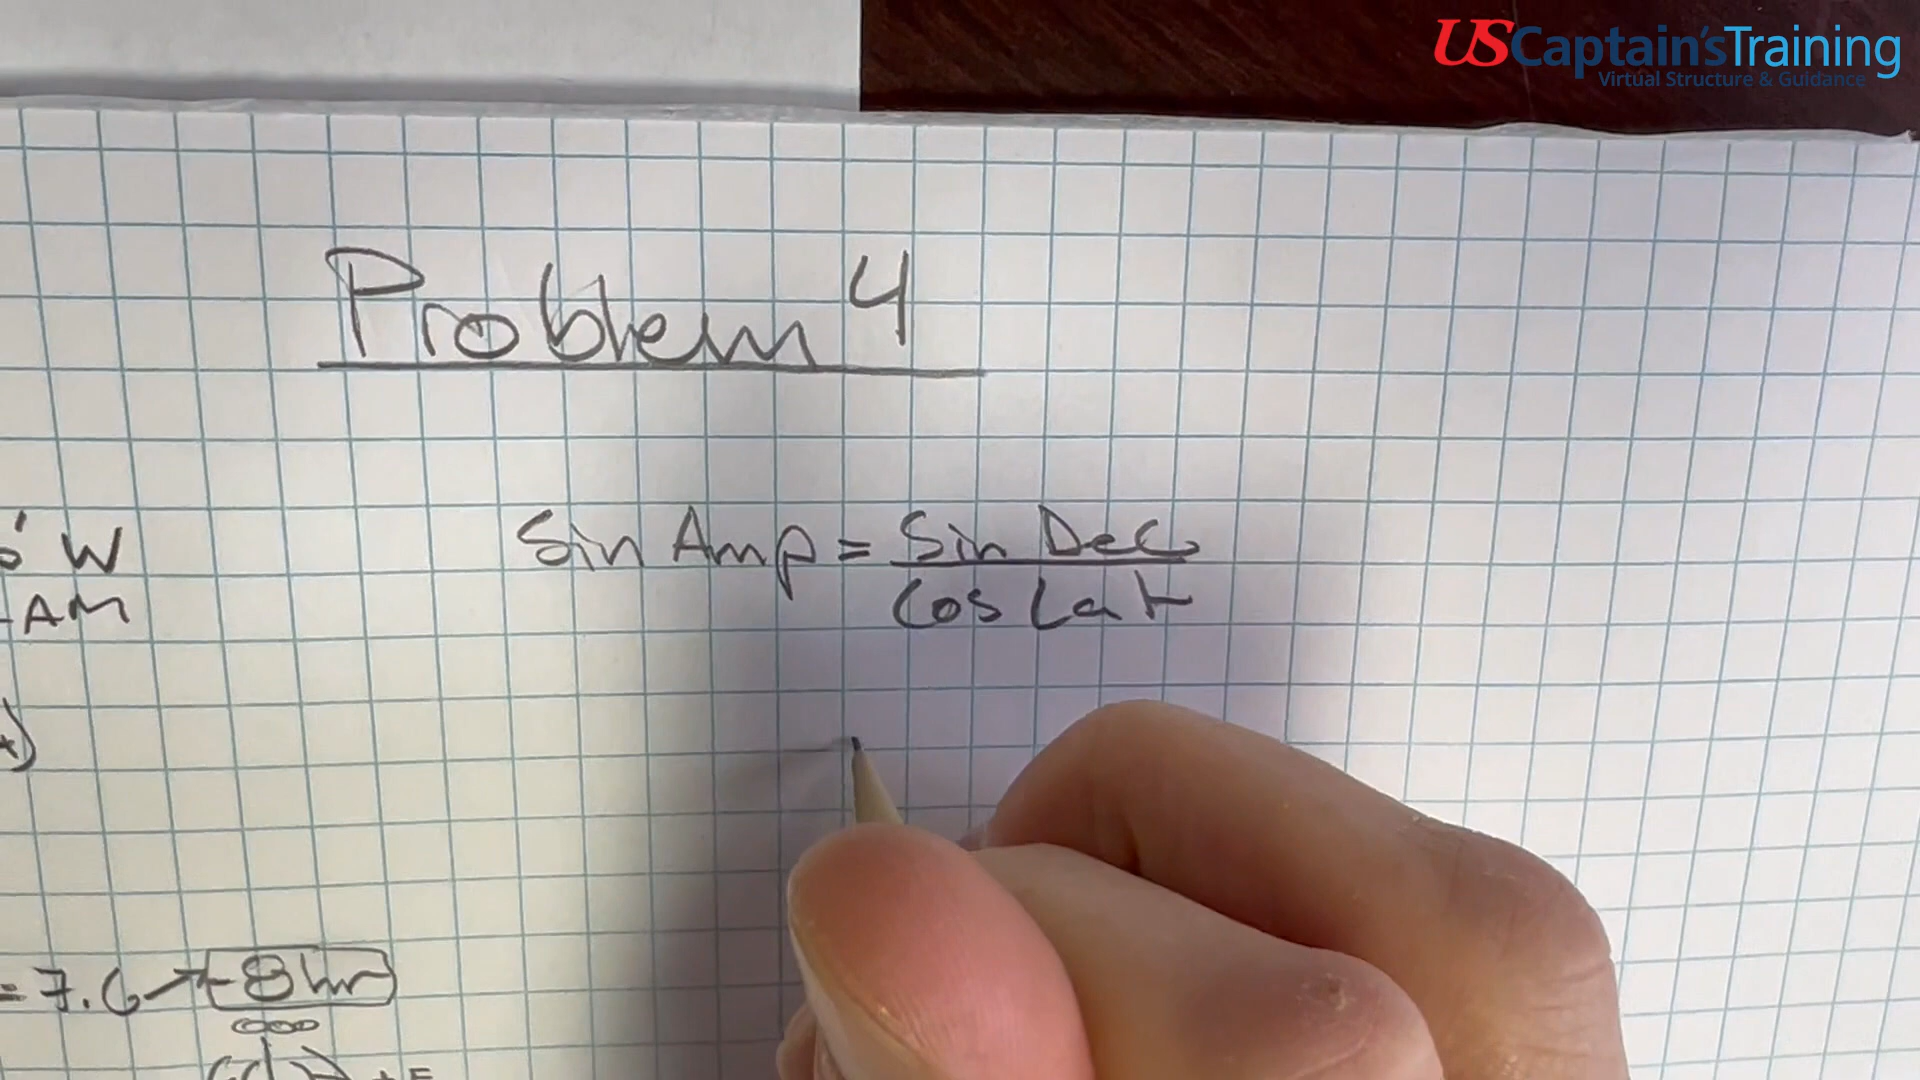 USCaptain'sTraining
Virtual Structure & Guidance
Problem 4
Sin Amp = Sin Dec
Cos Lat
W
AM
= 7.6 → -8 hr